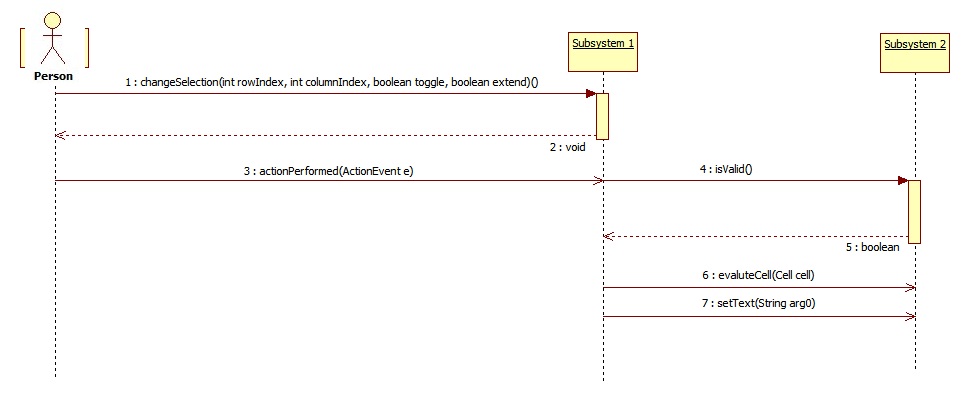 Subsystem 1
Subsystem 2
Person
1 : changeSelection(int rowIndex, int columnIndex, boolean toggle, boolean extend)()
2 : void
3 : actionPerformed(ActionEvent e)
4 : isValid()
5 : boolean
6 : evaluteCell(Cell cell)
7 : setText(String arg0)